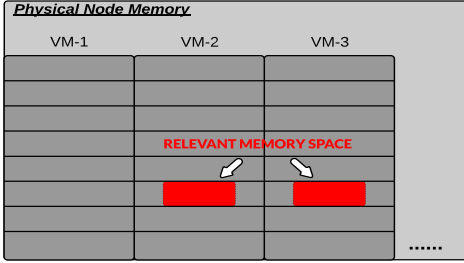 Physical Node Memory
VM-1 VM-2 VM-3
RELEVANT MEMORY SPACE
......